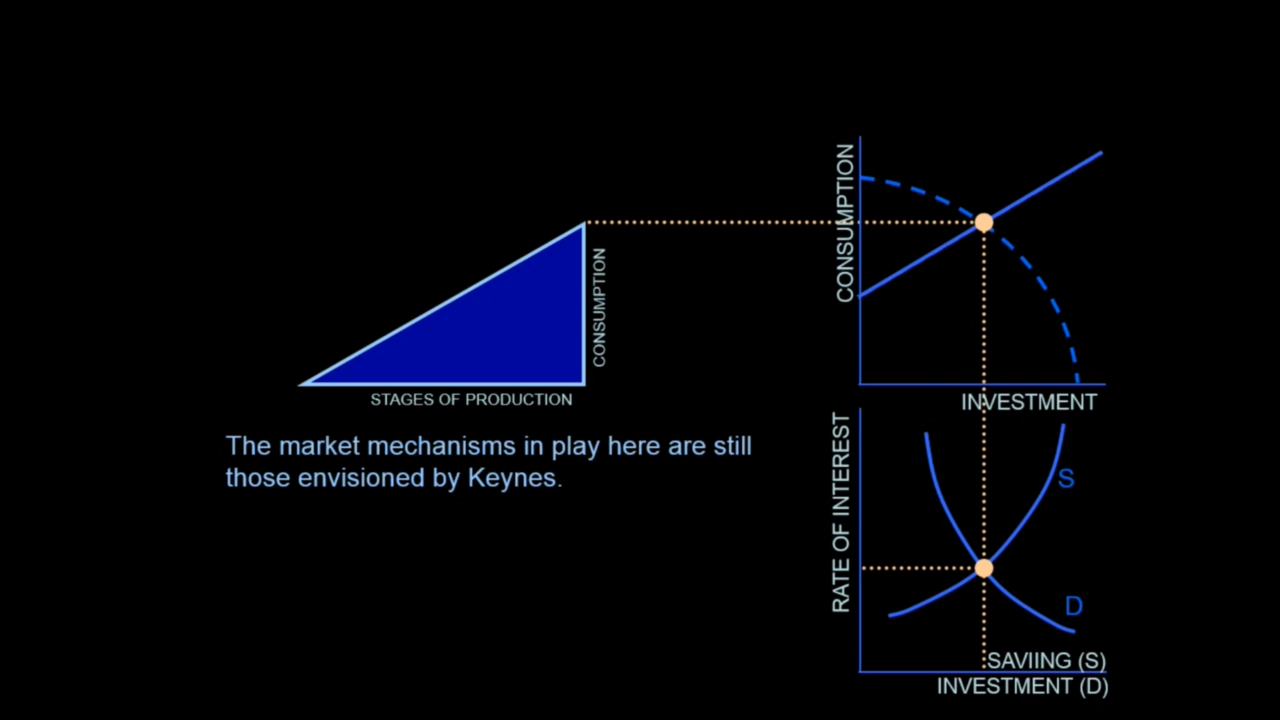 CONSUMPTION
CONSUMPTION
STAGES OF PRODUCTION
INVESTMENT
The market mechanisms in play here are still
those envisioned by Keynes.
RATE OF INTEREST
S
D
SAVIING (S)
INVESTMENT (D)